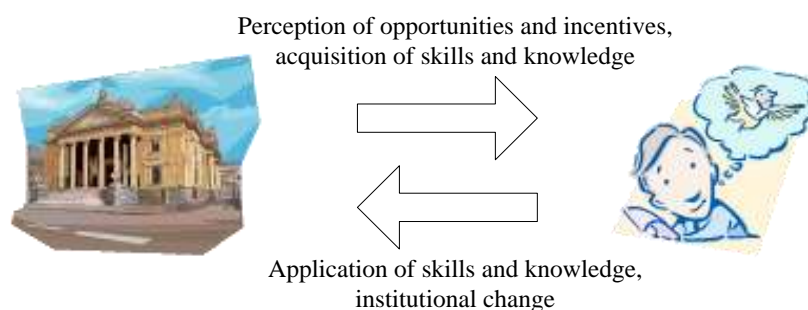 Perception of opportunities and incentives,
acquisition of skills and knowledge
Application of skills and knowledge,
institutional change